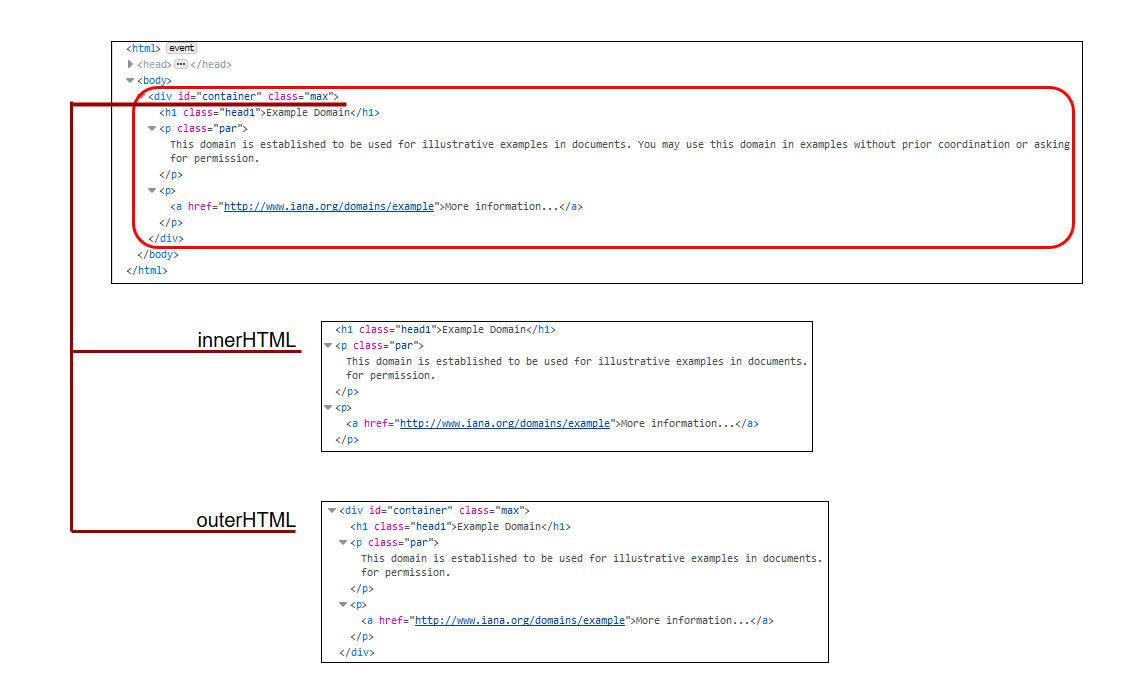 <html> event
<head> ••• </head>
<body>
<div id="container" class="max">
<h1 class="head1">Example Domain</h1>
<p class="par">
This domain is established to be used for illustrative examples in documents. You may use this domain in examples without prior coordination or asking
for permission.
</p>
<p>
<a href="http://www.iana.org/domains/example">More information...</a>
</p>
</div>
</body>
</html>
innerHTML
<h1 class="head1">Example Domain</h1>
<p class="par">
This domain is established to be used for illustrative examples in documents.
for permission.
</p>
<p>
<a href="http://www.iana.org/domains/example">More information...</a>
</p>
outerHTML
<div id="container" class="max">
<h1 class="head1">Example Domain</h1>
<p class="par">
This domain is established to be used for illustrative examples in documents.
for permission.
</p>
<p>
<a href="http://www.iana.org/domains/example">More information...</a>
</p>
</div>